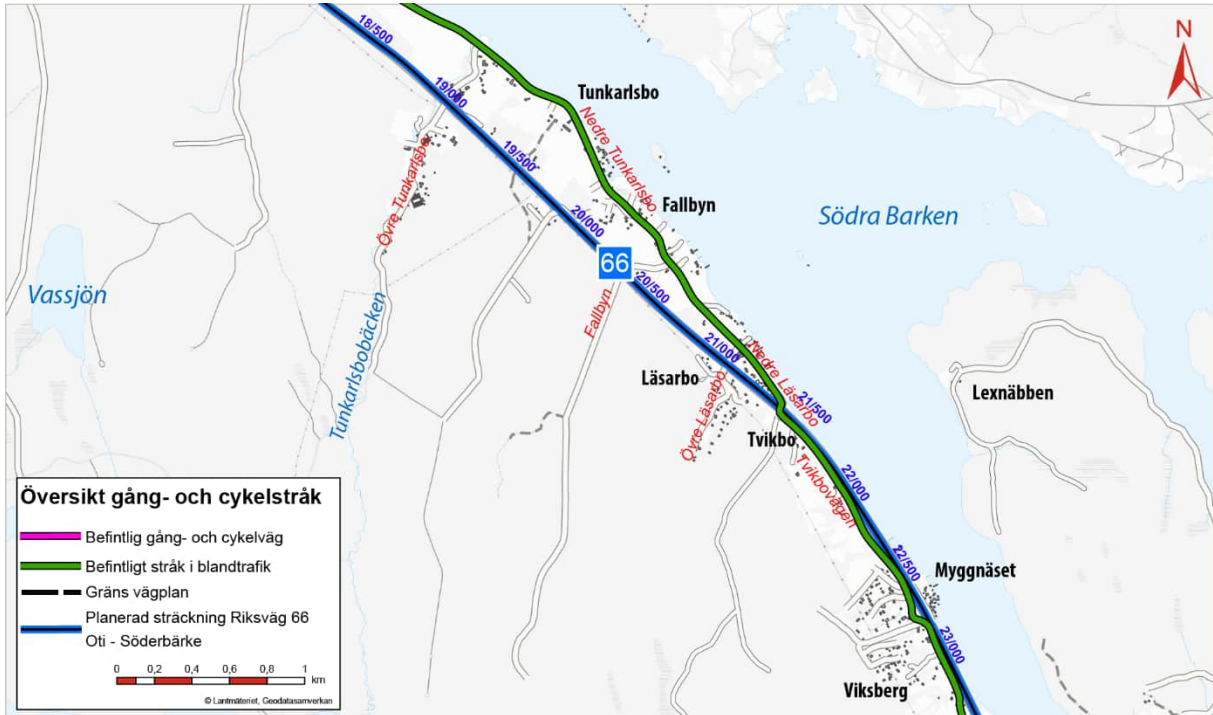 18/500
N
19/000
Tunkarlsbo
Nedre Tunkarlsbo
19/500
Övre Tunkarlsbo
Fallbyn
20/000
Södra Barken
66
20/500
Vassjön
Fallbyn
Tunkarlsbobäcken
21/000
Nedre Läsarbo
Läsarbo
Övre Läsarbo
Lexnäbben
21/500
Tvikbo
Tvikbovägen
22/000
22/500
Myggnäset
23/000
Viksberg
Översikt gång- och cykelstråk
Befintlig gång- och cykelväg
Befintligt stråk i blandtrafik
Gräns vägplan
Planerad sträckning Riksväg 66
Oti - Söderbärke
0 0,2 0,4 0,6 0,8 1
km
© Lantmäteriet, Geodatasamverkan